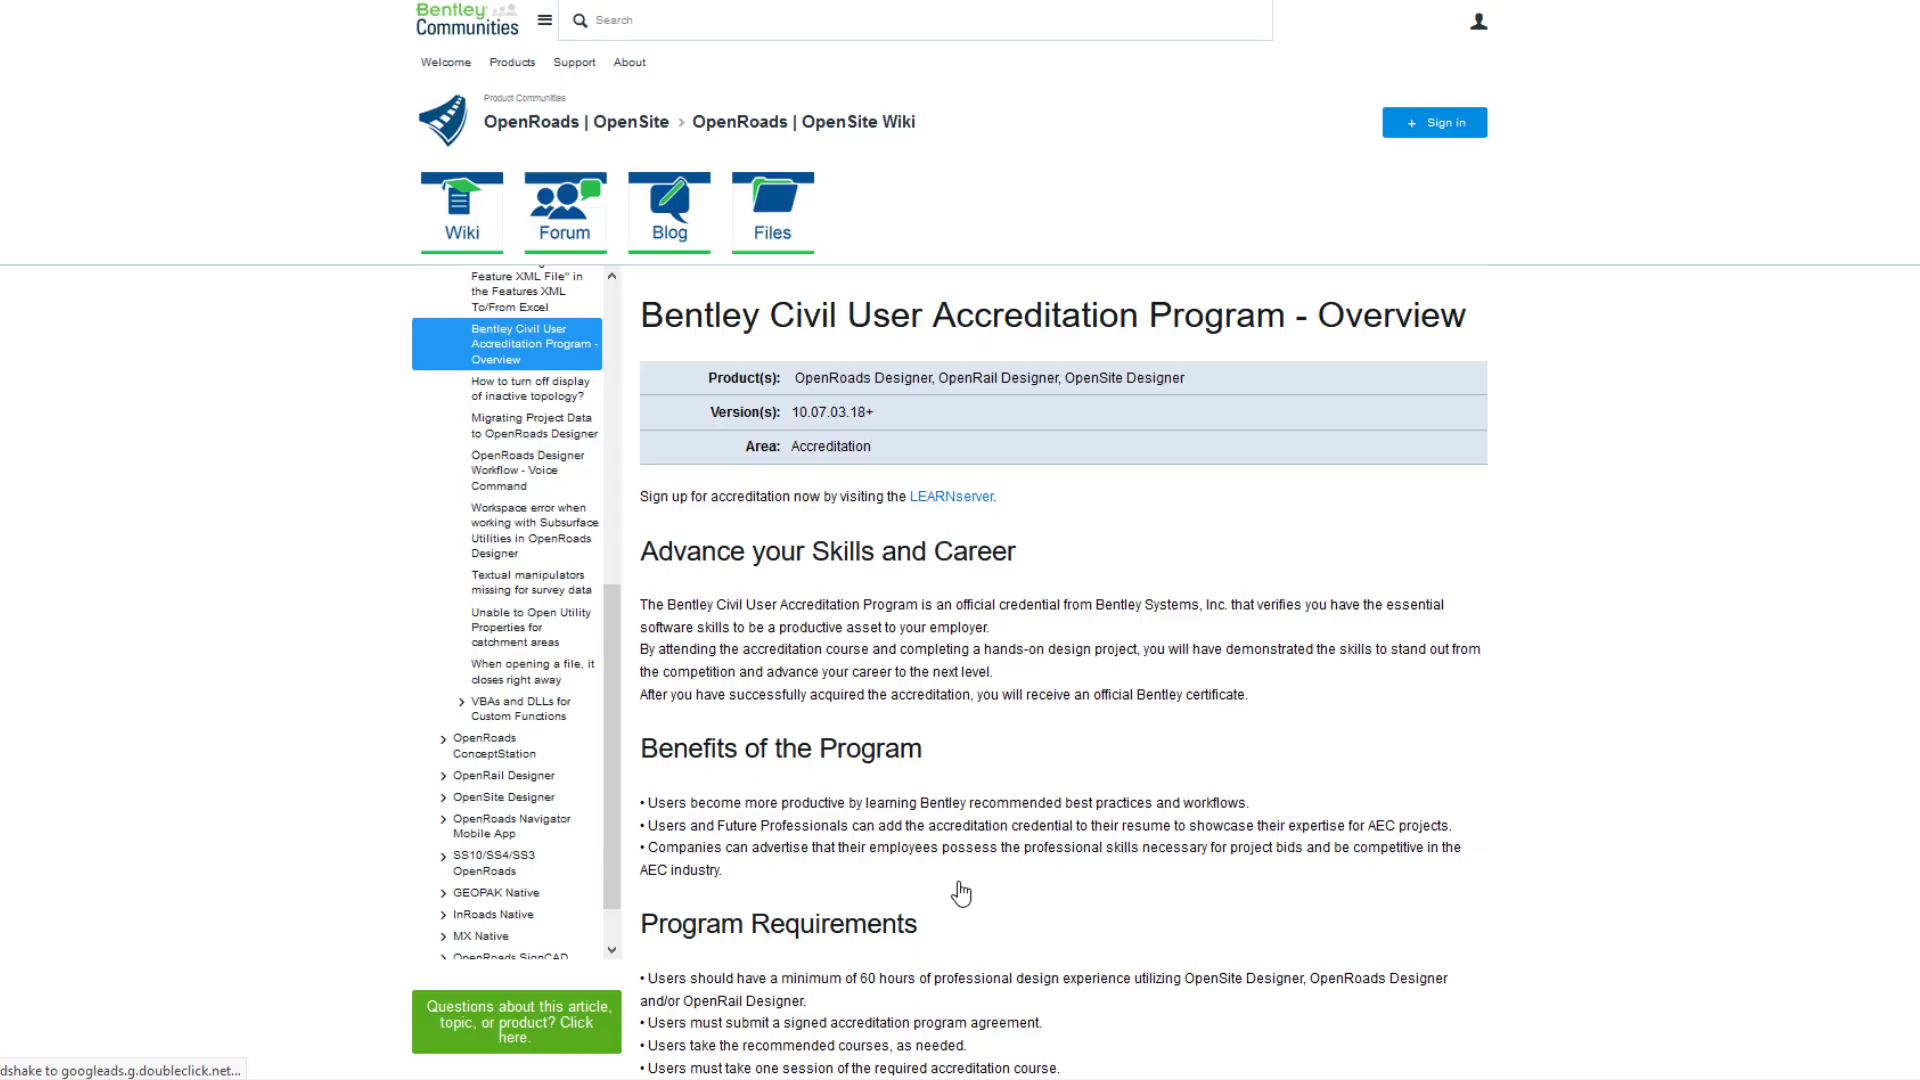 Bentley
Communities
Search
Welcome Products Support About
Product Communities
OpenRoads | OpenSite > OpenRoads | OpenSite Wiki
+ Sign in
Wiki Forum Blog Files
Feature XML File" in
the Features XML
To/From Excel
Bentley Civil User
Accreditation Program -
Overview
How to turn off display
of inactive topology?
Migrating Project Data
to OpenRoads Designer
OpenRoads Designer
Workflow - Voice
Command
Workspace error when
working with Subsurface
Utilities in OpenRoads
Designer
Textual manipulators
missing for survey data
Unable to Open Utility
Properties for
catchment areas
When opening a file, it
closes right away
VBAs and DLLs for
Custom Functions
OpenRoads
ConceptStation
OpenRail Designer
OpenSite Designer
OpenRoads Navigator
Mobile App
SS10/SS4/SS3
OpenRoads
GEOPAK Native
InRoads Native
MX Native
OpenRoads SignCAD
Questions about this article,
topic, or product? Click
here.
Bentley Civil User Accreditation Program - Overview
Product(s): OpenRoads Designer, OpenRail Designer, OpenSite Designer
Version(s): 10.07.03.18+
Area: Accreditation
Sign up for accreditation now by visiting the LEARNserver.
Advance your Skills and Career
The Bentley Civil User Accreditation Program is an official credential from Bentley Systems, Inc. that verifies you have the essential
software skills to be a productive asset to your employer.
By attending the accreditation course and completing a hands-on design project, you will have demonstrated the skills to stand out from
the competition and advance your career to the next level.
After you have successfully acquired the accreditation, you will receive an official Bentley certificate.
Benefits of the Program
• Users become more productive by learning Bentley recommended best practices and workflows.
• Users and Future Professionals can add the accreditation credential to their resume to showcase their expertise for AEC projects.
• Companies can advertise that their employees possess the professional skills necessary for project bids and be competitive in the
AEC industry.
Program Requirements
• Users should have a minimum of 60 hours of professional design experience utilizing OpenSite Designer, OpenRoads Designer
and/or OpenRail Designer.
• Users must submit a signed accreditation program agreement.
• Users take the recommended courses, as needed.
• Users must take one session of the required accreditation course.
dshake to googleads.g.doubleclick.net...